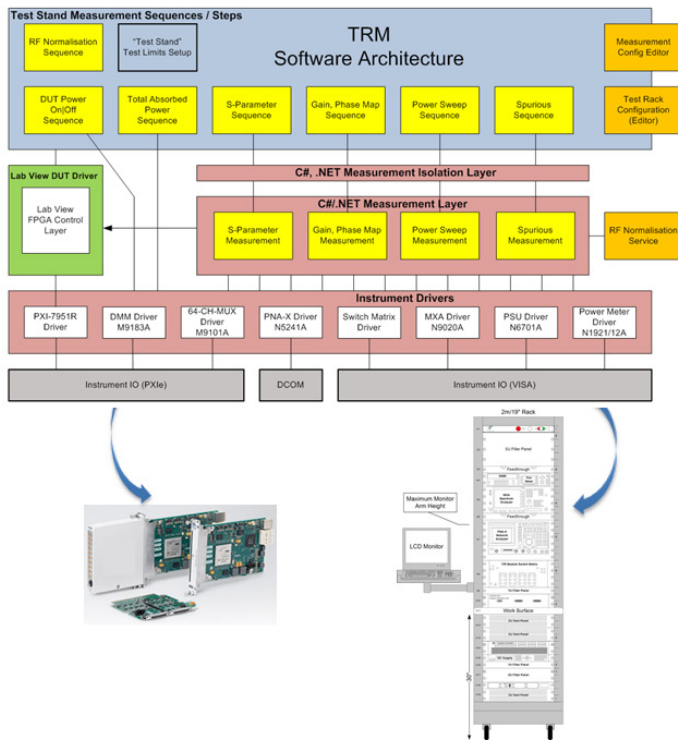 Test Stand Measurement Sequences / Steps
TRM
Software Architecture
RF Normalisation
Sequence
"Test Stand"
Test Limits Setup
Measurement
Config Editor
DUT Power
On|Off
Sequence
Total Absorbed
Power
Sequence
S-Parameter
Sequence
Gain, Phase Map
Sequence
Power Sweep
Sequence
Spurious
Sequence
Test Rack
Configuration
(Editor)
Lab View DUT Driver
Lab View
FPGA Control
Layer
C#, .NET Measurement Isolation Layer
C#/.NET Measurement Layer
S-Parameter
Measurement
Gain, Phase Map
Measurement
Power Sweep
Measurement
Spurious
Measurement
RF Normalisation
Service
Instrument Drivers
PXI-7951R
Driver
DMM Driver
M9183A
64-CH-MUX
Driver
M9101A
PNA-X Driver
N5241A
Switch Matrix
Driver
MXA Driver
N9020A
PSU Driver
N6701A
Power Meter
Driver
N1921/12A
Instrument IO (PXIe)
DCOM
Instrument IO (VISA)
2m/19" Rack
5U Filler Panel
Feedthrough
Maximum Monitor
Arm Height
Feedthrough
LCD Monitor
Work Surface
30"